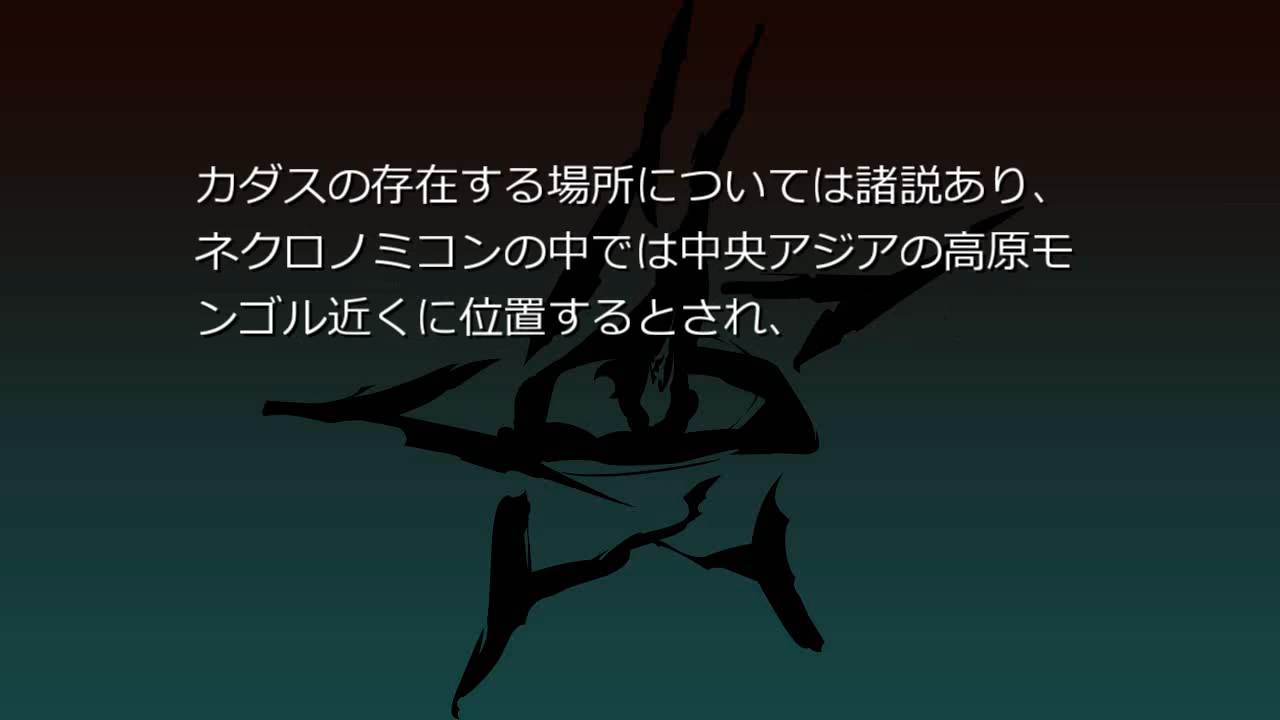 カダスの存在する場所については諸説あり、
ネクロノミコンの中では中央アジアの高原モ
ンゴル近くに位置するとされ、